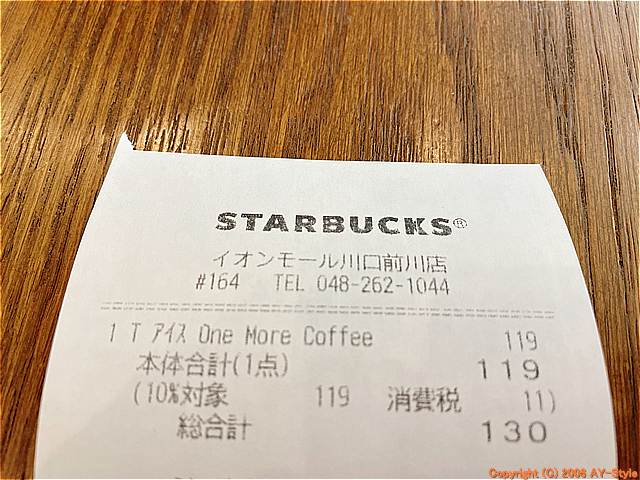 STARBUCKS®
イオンモール川口前川店
#164 TEL 048-262-1044
1 T ｱｲｽ One More Coffee 119
本体合計(1点) 119
(10%対象 119 消費税 11)
総合計 130
Copyright (C) 2006 AY-Style